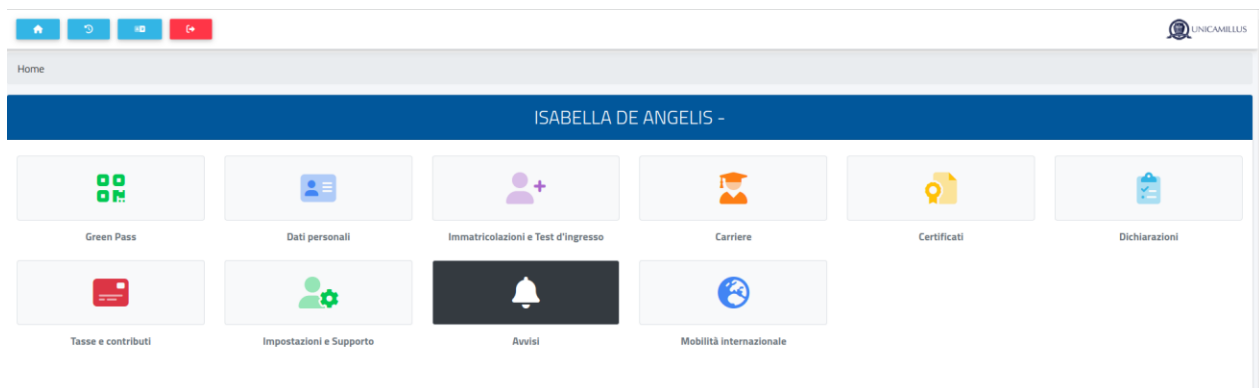 UNICAMILLUS
Home
ISABELLA DE ANGELIS -
Green Pass
Dati personali
Immatricolazioni e Test d'ingresso
Carriere
Certificati
Dichiarazioni
Tasse e contributi
Impostazioni e Supporto
Avvisi
Mobilità internazionale